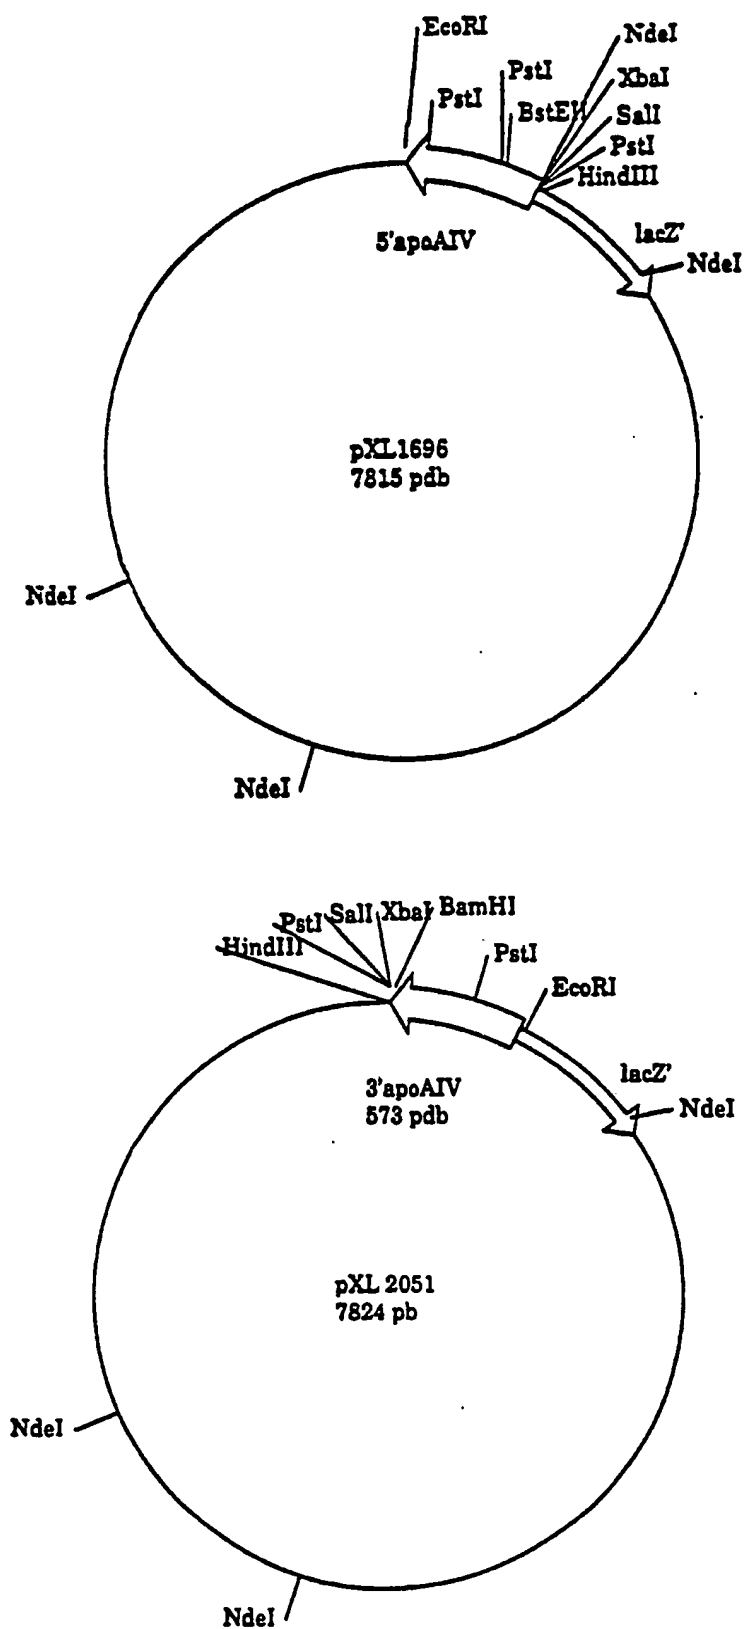 EcoRI
NdeI
PstI
XbaI
PstI
BstEII
SalI
PstI
HindIII
5'apoAIV
lacZ'
NdeI
pXL1696
7815 pdb
NdeI
NdeI
HindIII
PstI
SalI
XbaI
BamHI
PstI
EcoRI
3'apoAIV
573 pdb
lacZ'
NdeI
pXL 2051
7824 pb
NdeI
NdeI